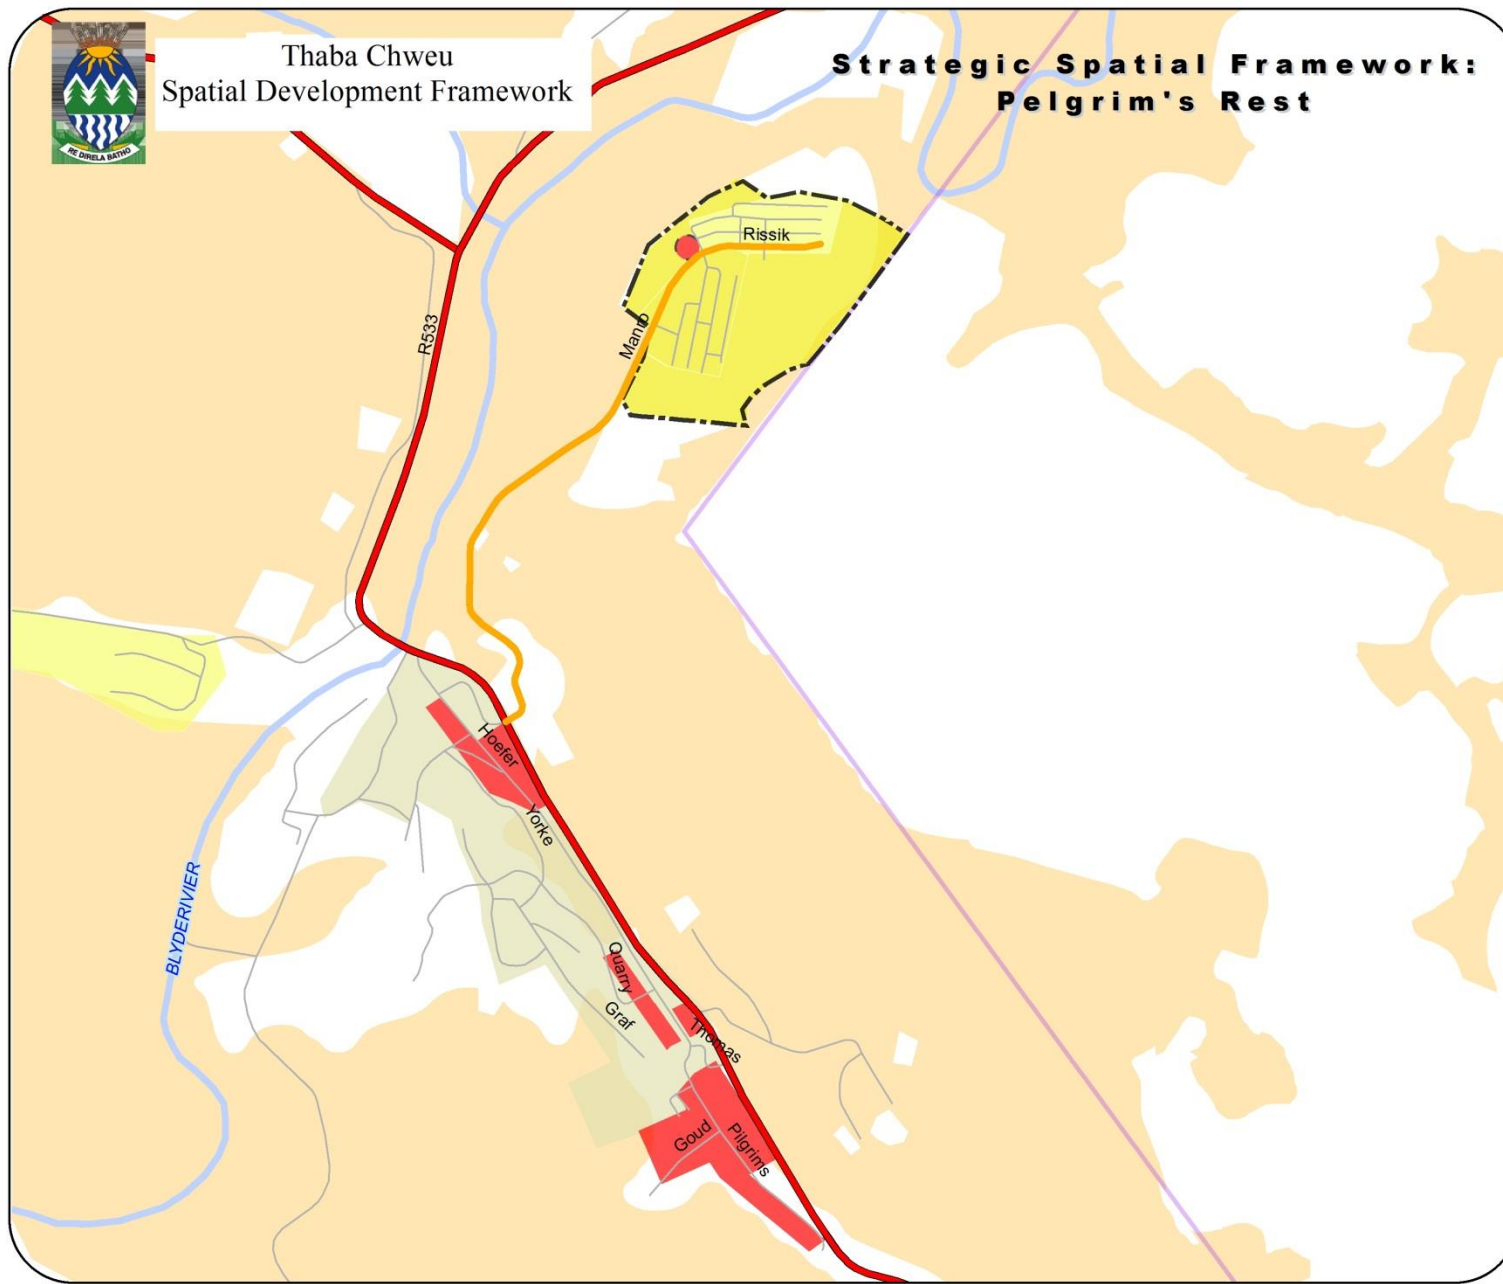 Thaba Chweu
Spatial Development Framework
RE DIRELA BATHO
Strategic Spatial Framework:
Pelgrim's Rest
Rissik
R533
Manro
Hoefer
Yorke
BLYDERIVIER
Quarry
Graf
Thomas
Goud
Pilgrims